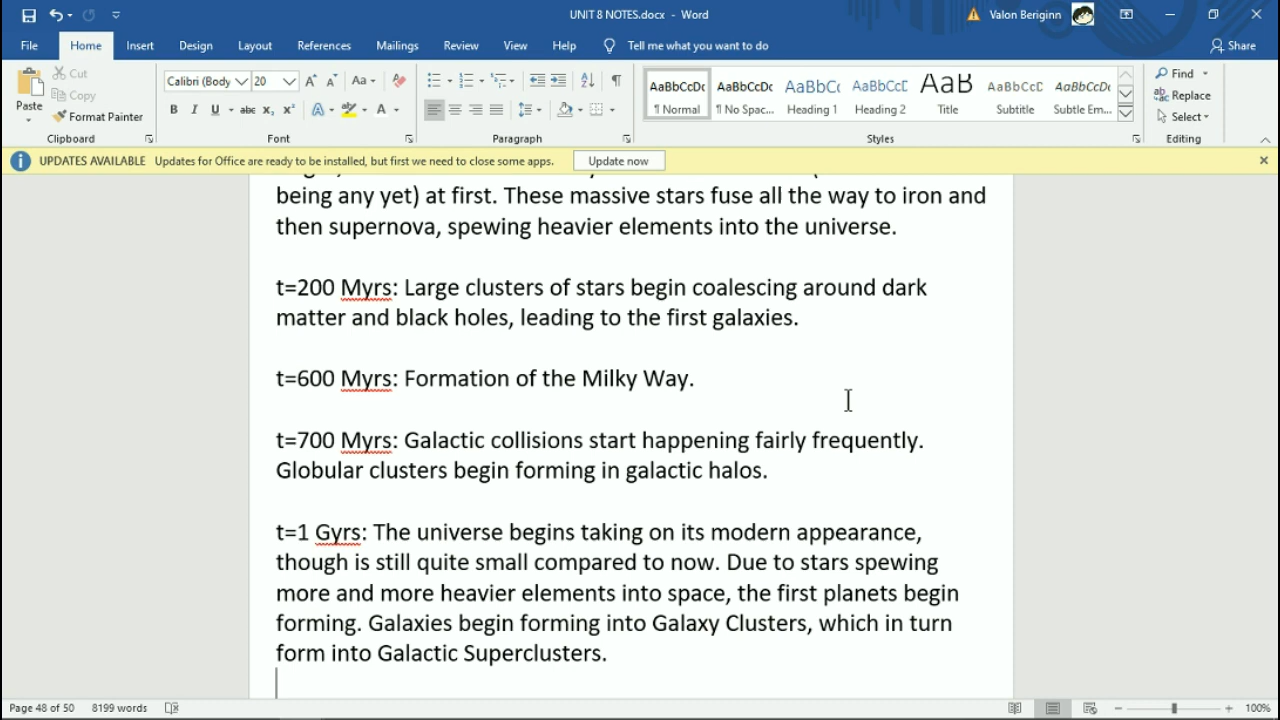 UNIT 8 NOTES.docx - Word
Valon Beriginn
File Home Insert Design Layout References Mailings Review View Help Tell me what you want to do Share
Paste
Cut
Copy
Format Painter
Clipboard
Calibri (Body 20
Font
Paragraph
AaBbCcDc AaBbCcDc AaBbCc AaBbCcD AaB AaBbCcD AaBbCcDc
¶ Normal ¶ No Spac... Heading 1 Heading 2 Title Subtitle Subtle Em...
Styles
Find
Replace
Select
Editing
UPDATES AVAILABLE Updates for Office are ready to be installed, but first we need to close some apps. Update now
being any yet) at first. These massive stars fuse all the way to iron and
then supernova, spewing heavier elements into the universe.
t=200 Myrs: Large clusters of stars begin coalescing around dark
matter and black holes, leading to the first galaxies.
t=600 Myrs: Formation of the Milky Way.
t=700 Myrs: Galactic collisions start happening fairly frequently.
Globular clusters begin forming in galactic halos.
t=1 Gyrs: The universe begins taking on its modern appearance,
though is still quite small compared to now. Due to stars spewing
more and more heavier elements into space, the first planets begin
forming. Galaxies begin forming into Galaxy Clusters, which in turn
form into Galactic Superclusters.
Page 48 of 50 8199 words 100%